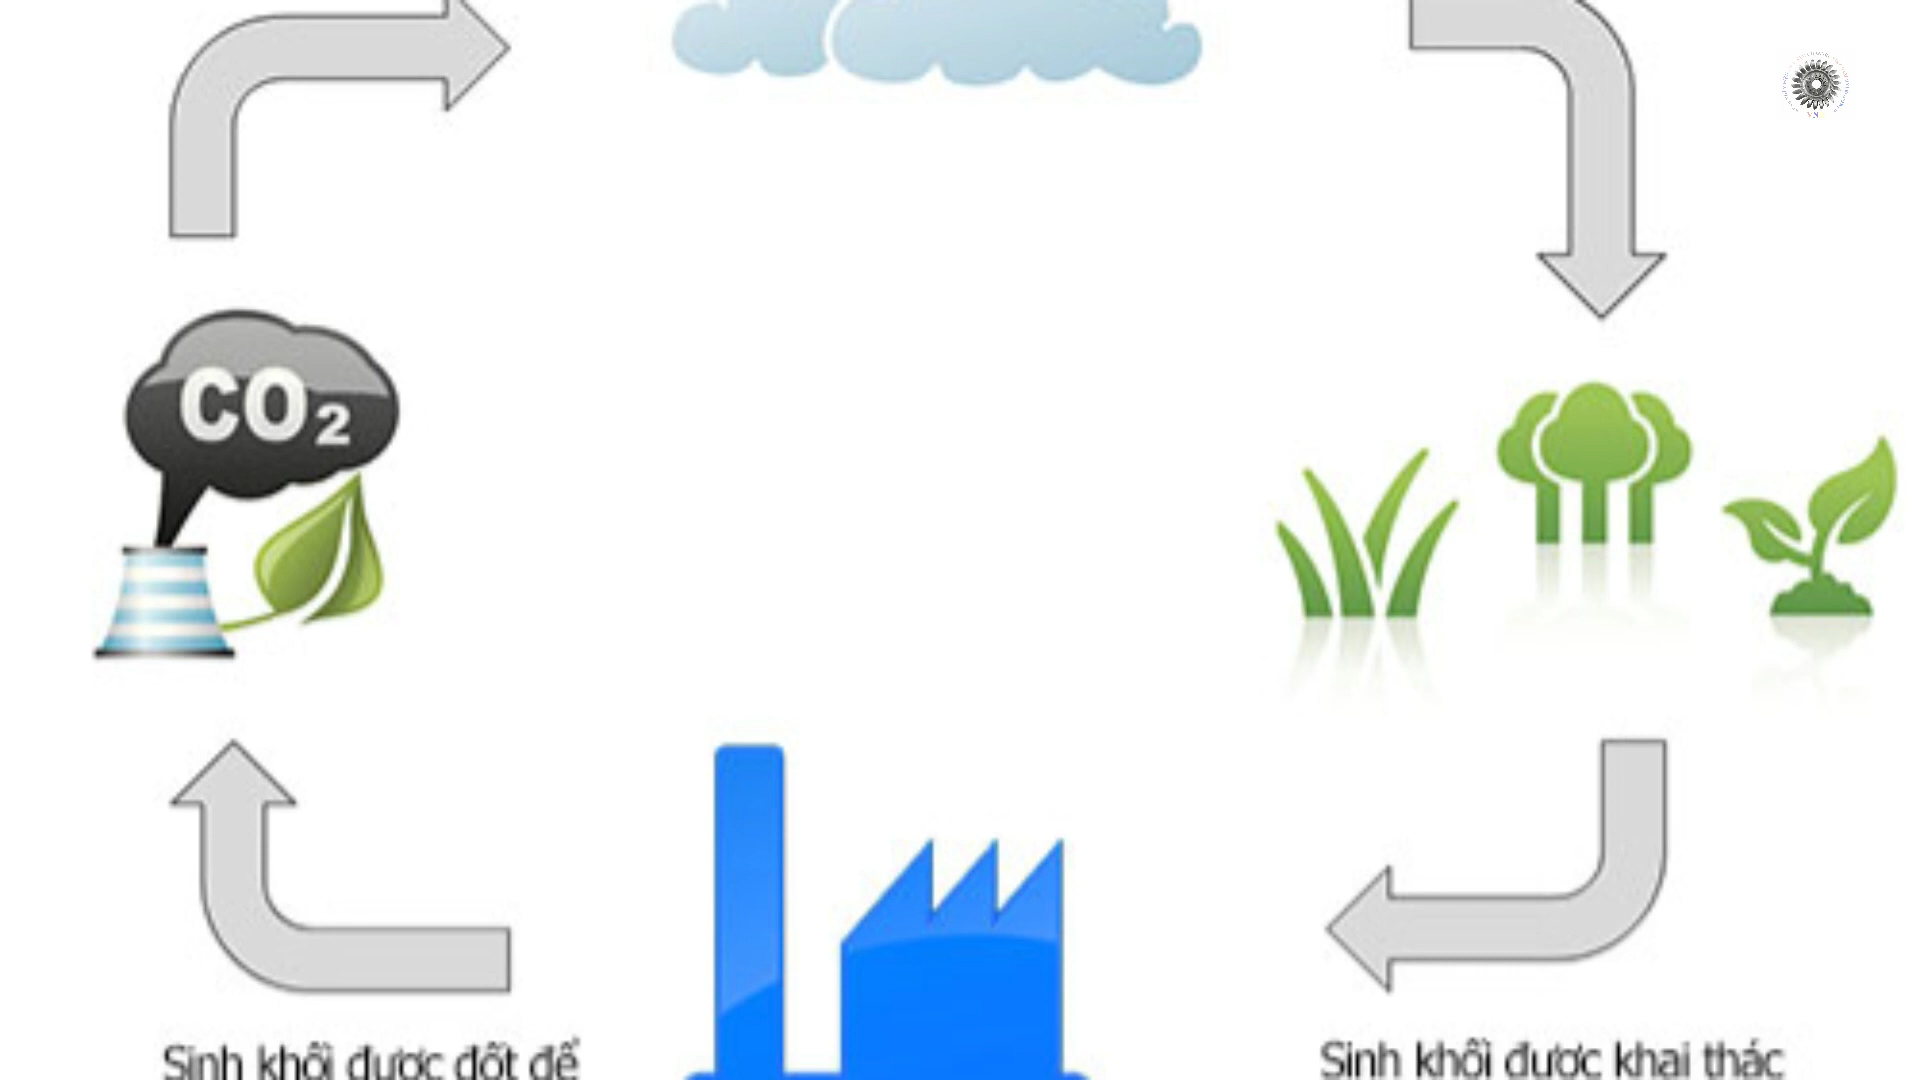 CO₂
Sinh khối được đốt để
Sinh khối được khai thác